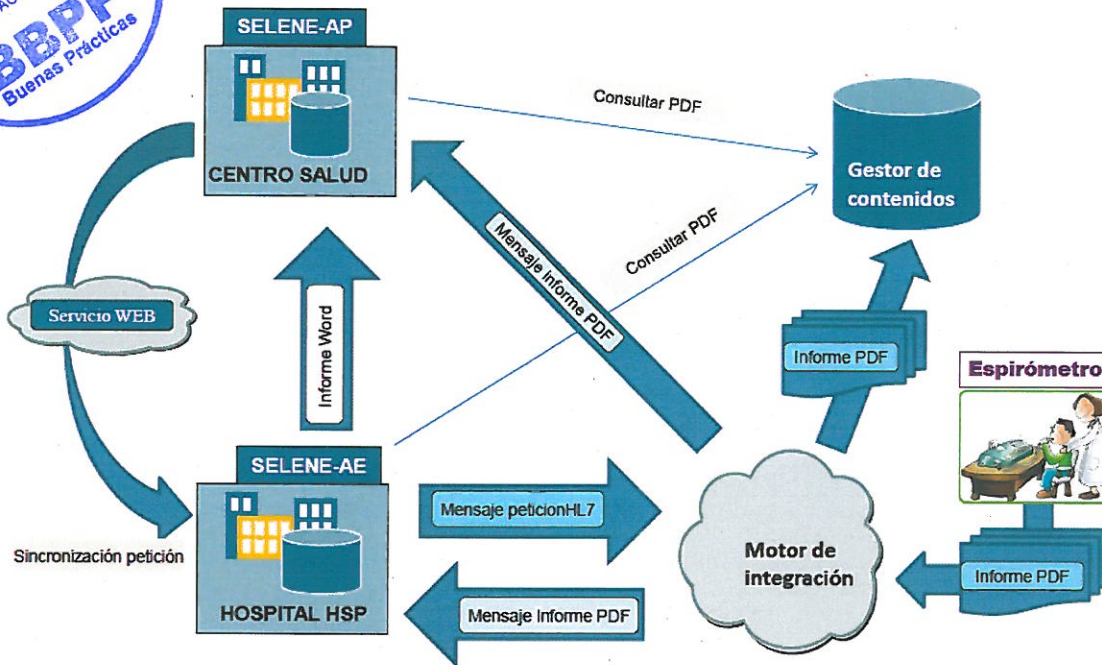 BBPP
Buenas Prácticas
SELENE-AP
CENTRO SALUD
Consultar PDF
Gestor de
contenidos
Mensaje Informe PDF
Consultar PDF
Servicio WEB
Informe Word
Informe PDF
Espirómetro
SELENE-AE
HOSPITAL HSP
Sincronización petición
Mensaje peticionHL7
Motor de
integración
Informe PDF
Mensaje Informe PDF